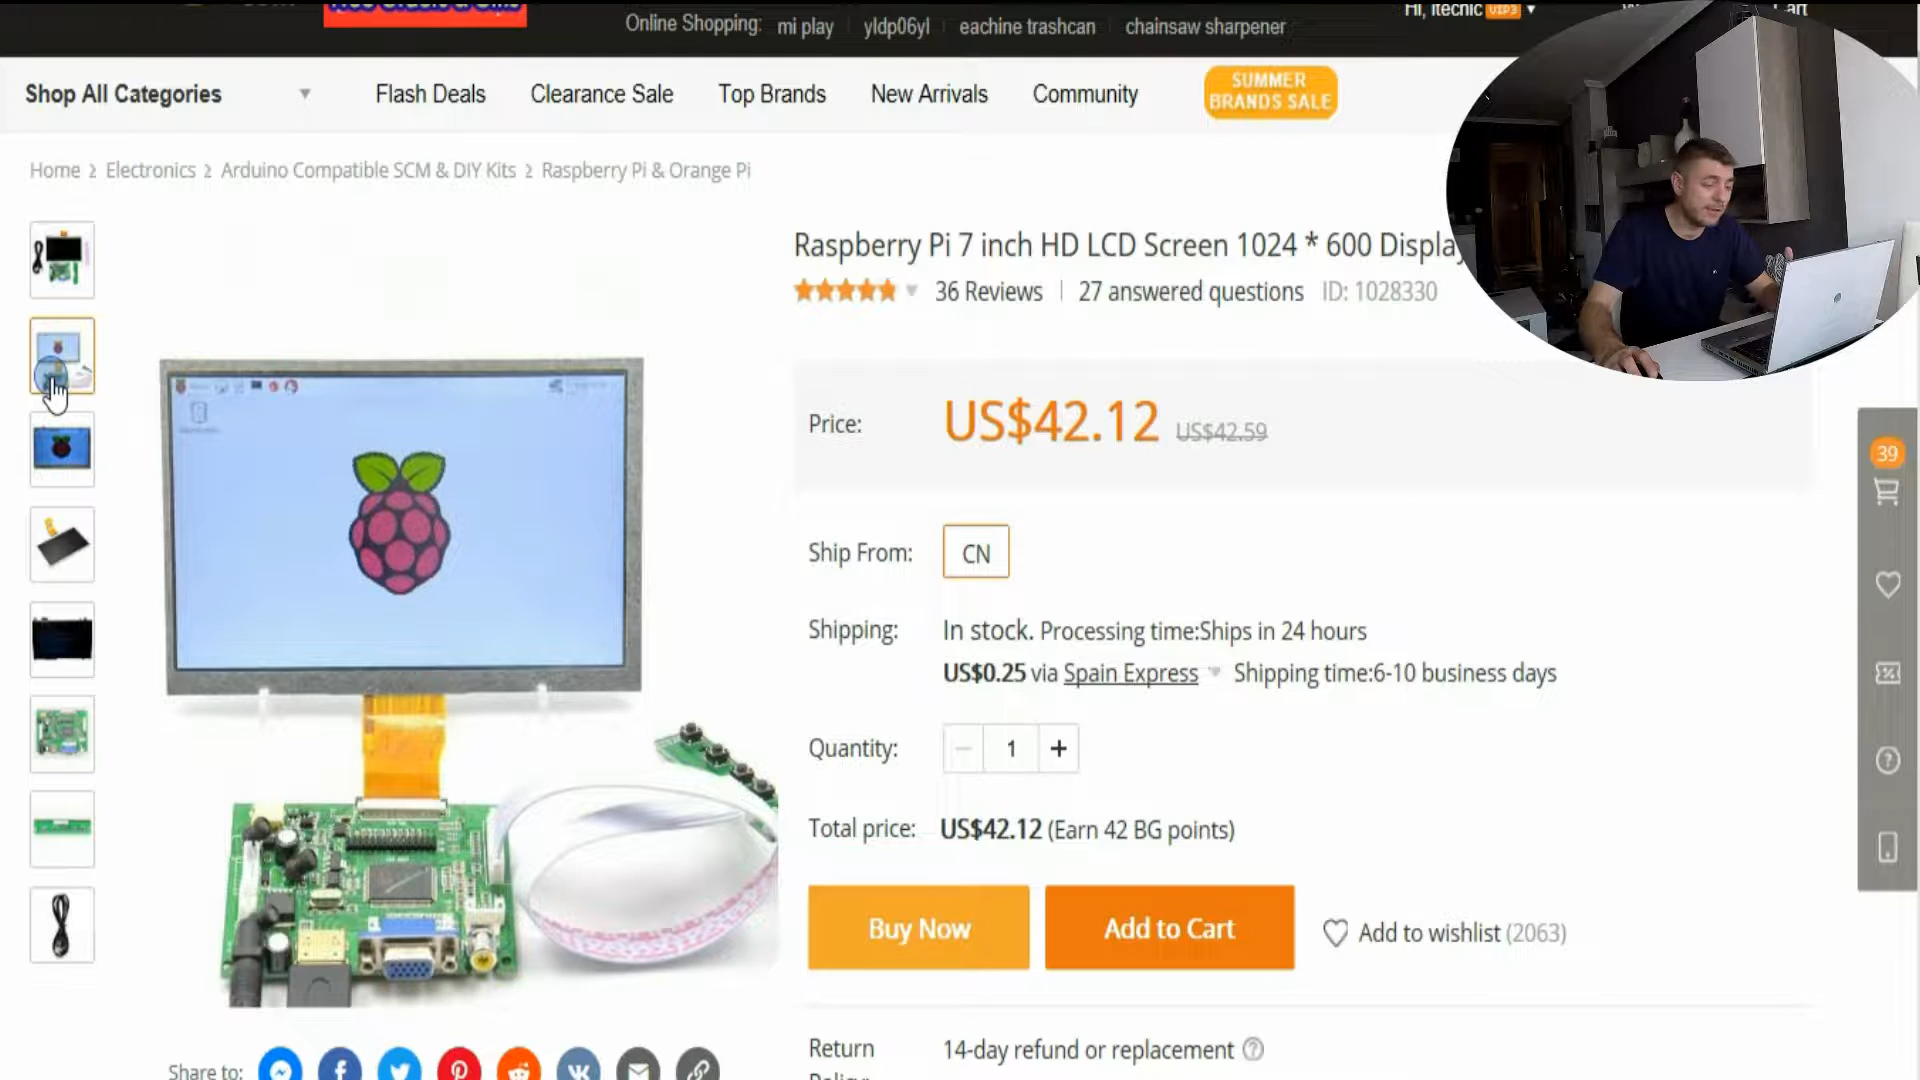 Online Shopping: mi play yldp06yl eachine trashcan chainsaw sharpener
Hi, itechic VIP3
Cart
Shop All Categories Flash Deals Clearance Sale Top Brands New Arrivals Community
SUMMER
BRANDS SALE
Home > Electronics > Arduino Compatible SCM & DIY Kits > Raspberry Pi & Orange Pi
Raspberry Pi 7 inch HD LCD Screen 1024 * 600 Display
36 Reviews 27 answered questions ID: 1028330
Price: US$42.12 US$42.59
39
Ship From: CN
Shipping: In stock. Processing time:Ships in 24 hours
US$0.25 via Spain Express Shipping time:6-10 business days
Quantity: - 1 +
Total price: US$42.12 (Earn 42 BG points)
Buy Now Add to Cart Add to wishlist (2063)
Return 14-day refund or replacement ?
Share to: